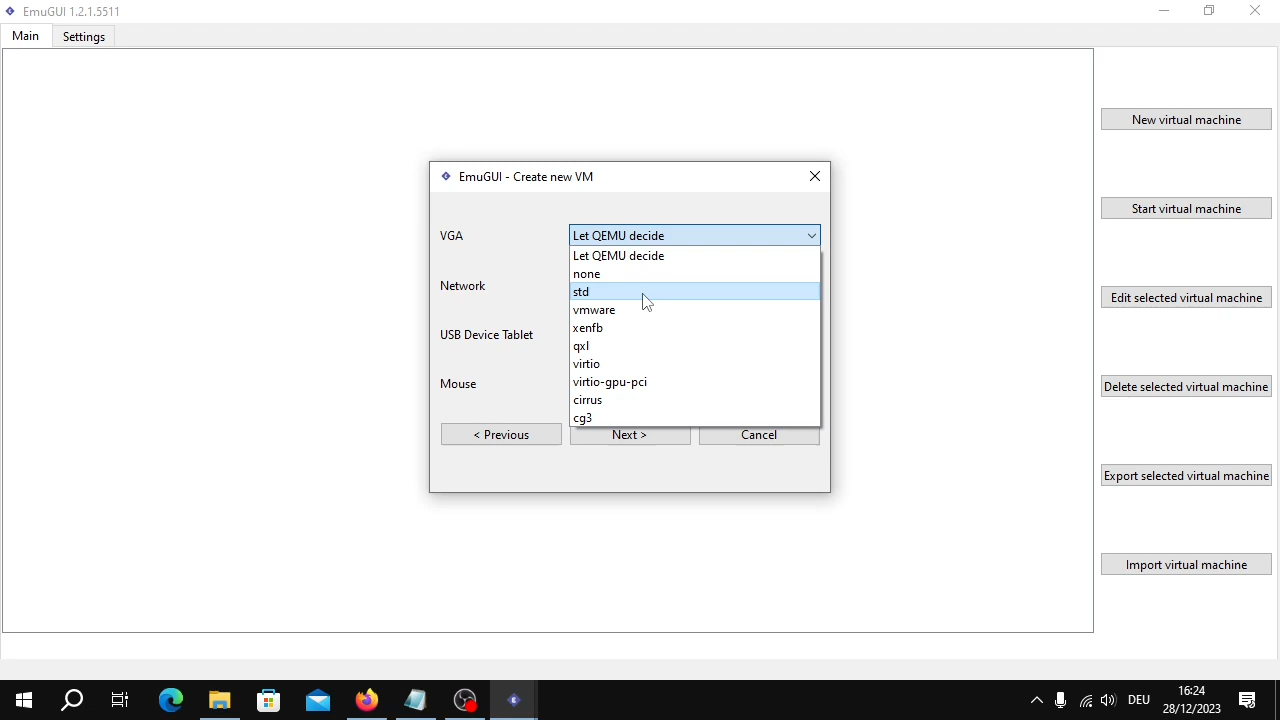 EmuGUI 1.2.1.5511
Main
Settings
New virtual machine
Start virtual machine
Edit selected virtual machine
Delete selected virtual machine
Export selected virtual machine
Import virtual machine
EmuGUI - Create new VM
VGA
Let QEMU decide
Let QEMU decide
none
std
vmware
xenfb
qxl
virtio
virtio-gpu-pci
cirrus
cg3
Network
USB Device Tablet
Mouse
< Previous
Next >
Cancel
DEU
16:24
28/12/2023